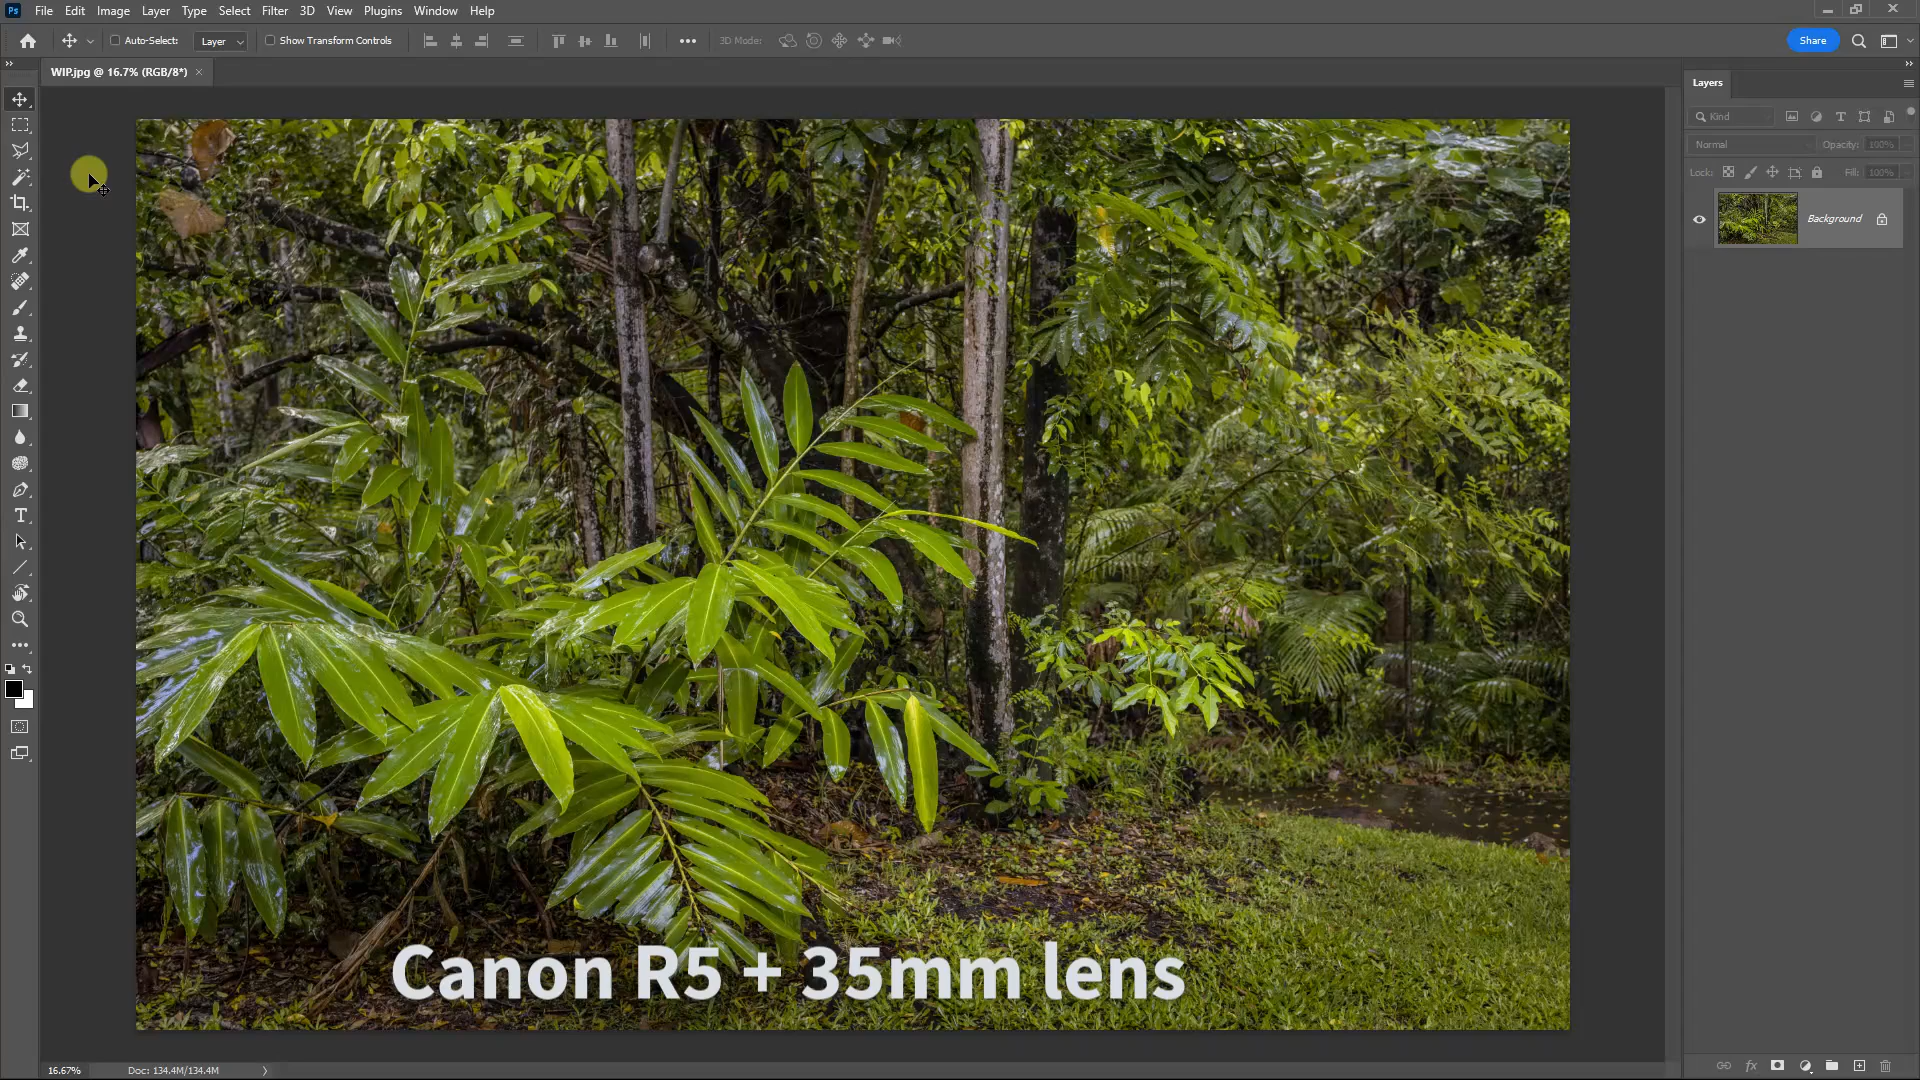 Ps File Edit Image Layer Type Select Filter 3D View Plugins Window Help
Auto-Select: Layer Show Transform Controls 3D Mode: Share
WIP.jpg @ 16.7% (RGB/8*)
Layers
Kind
Normal Opacity: 100%
Lock: Fill: 100%
Background
Canon R5 + 35mm lens
16.67% Doc: 134.4M/134.4M